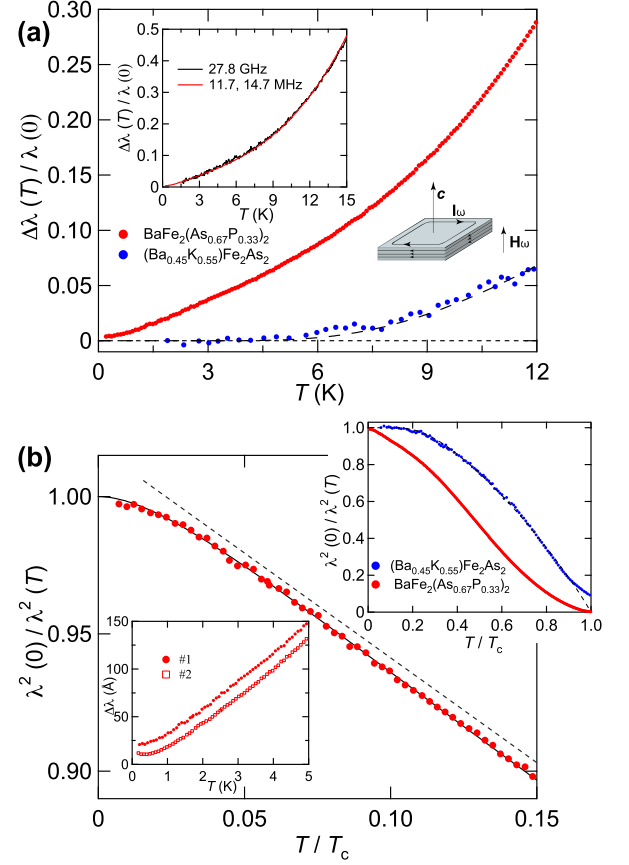 (a)
0.30
0.25
0.20
0.15
0.10
0.05
0
Δλ (T) / λ (0)
0.5
0.4
0.3
0.2
0.1
0
Δλ (T) / λ (0)
27.8 GHz
11.7, 14.7 MHz
0 3 6 9 12 15
T (K)
BaFe₂(As₀.₆₇P₀.₃₃)₂
(Ba₀.₄₅K₀.₅₅)Fe₂As₂
c
Iω
Hω
0 3 6 9 12
T (K)
(b)
1.00
0.95
0.90
λ² (0) / λ² (T)
1.0
0.8
0.6
0.4
0.2
0
λ² (0) / λ² (T)
(Ba₀.₄₅K₀.₅₅)Fe₂As₂
BaFe₂(As₀.₆₇P₀.₃₃)₂
0 0.2 0.4 0.6 0.8 1.0
T / Tc
150
100
50
0
Δλ (Å)
#1
#2
0 1 2 3 4 5
T (K)
0 0.05 0.10 0.15
T / Tc